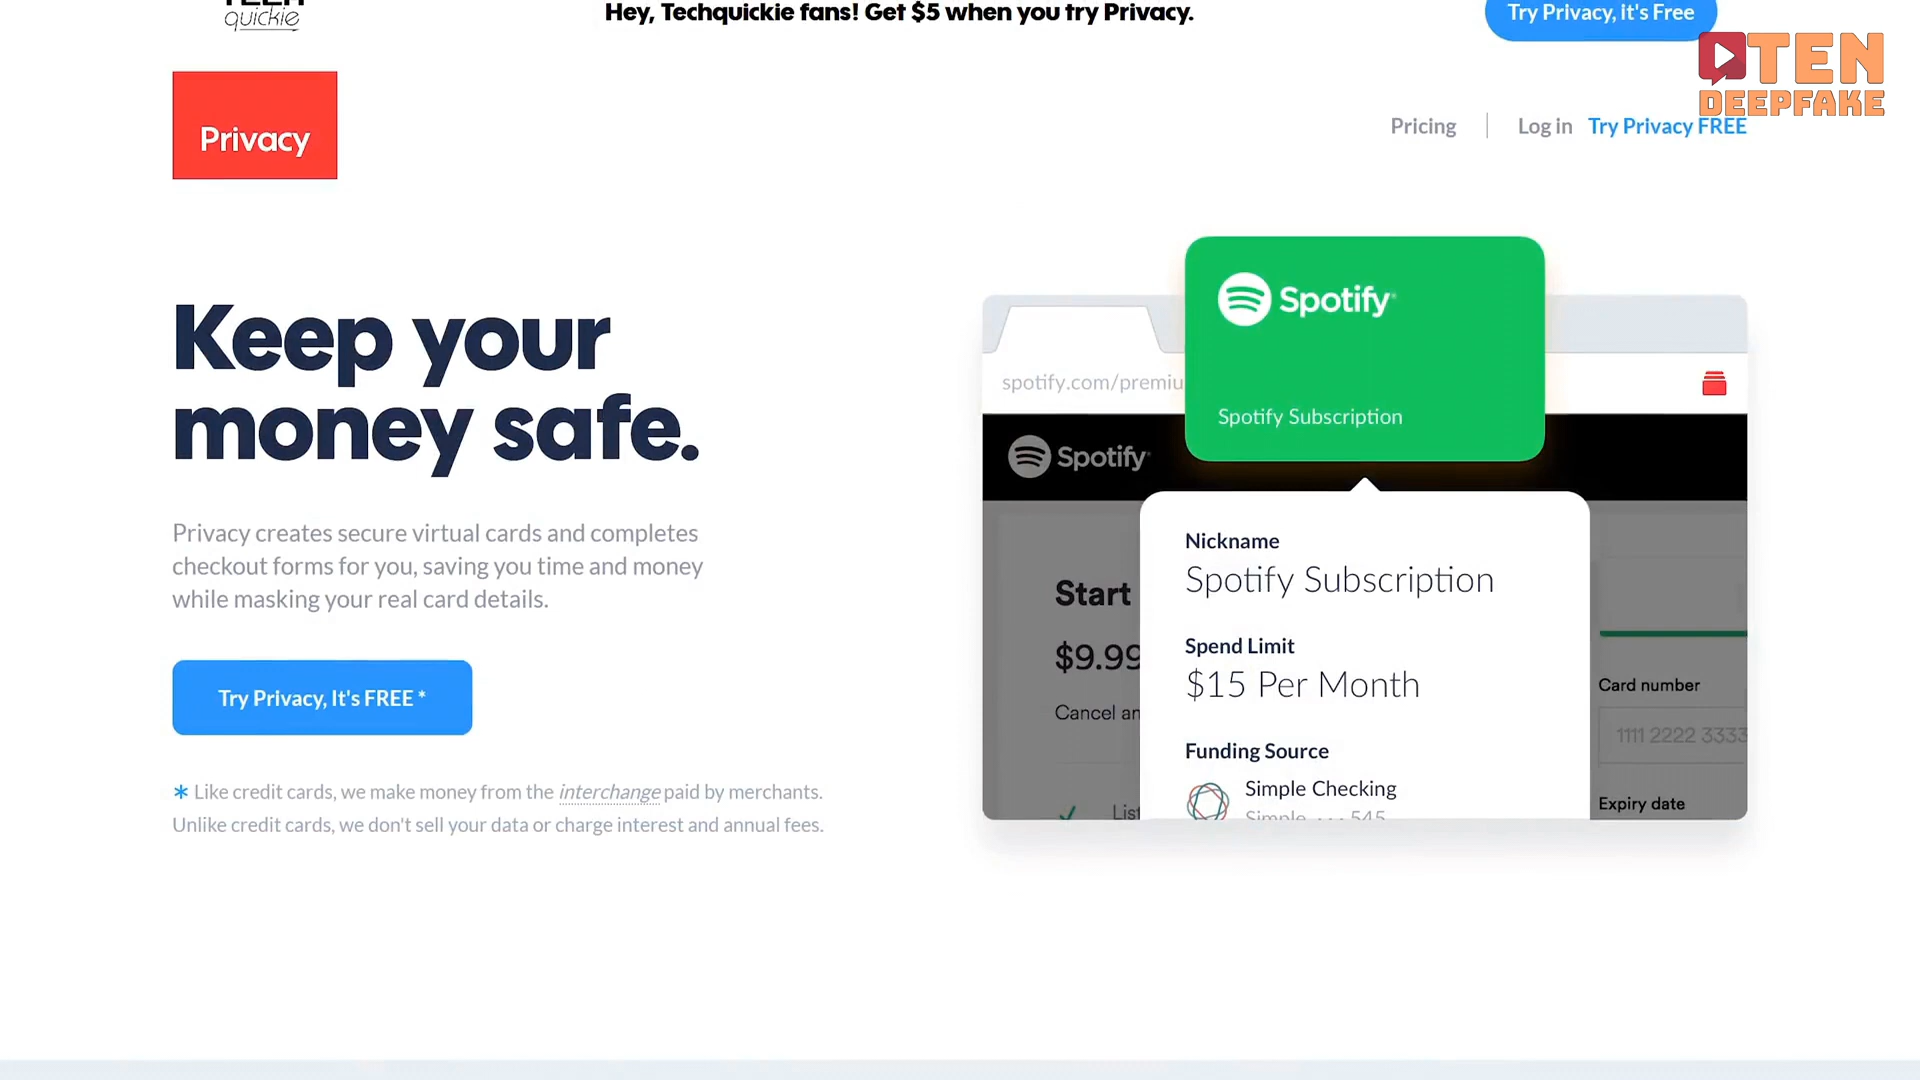 quickie
Hey, Techquickie fans! Get $5 when you try Privacy.
Try Privacy, it's Free
TEN
DEEPFAKE
Privacy
Pricing
Log in
Try Privacy FREE
Keep your
money safe.
Privacy creates secure virtual cards and completes
checkout forms for you, saving you time and money
while masking your real card details.
Try Privacy, It's FREE *
* Like credit cards, we make money from the interchange paid by merchants.
Unlike credit cards, we don't sell your data or charge interest and annual fees.
Spotify
Spotify Subscription
spotify.com/premiu
Spotify
Start
$9.99
Cancel an
List
Nickname
Spotify Subscription
Spend Limit
$15 Per Month
Funding Source
Simple Checking
Simple ··· 545
Card number
1111 2222 3333
Expiry date